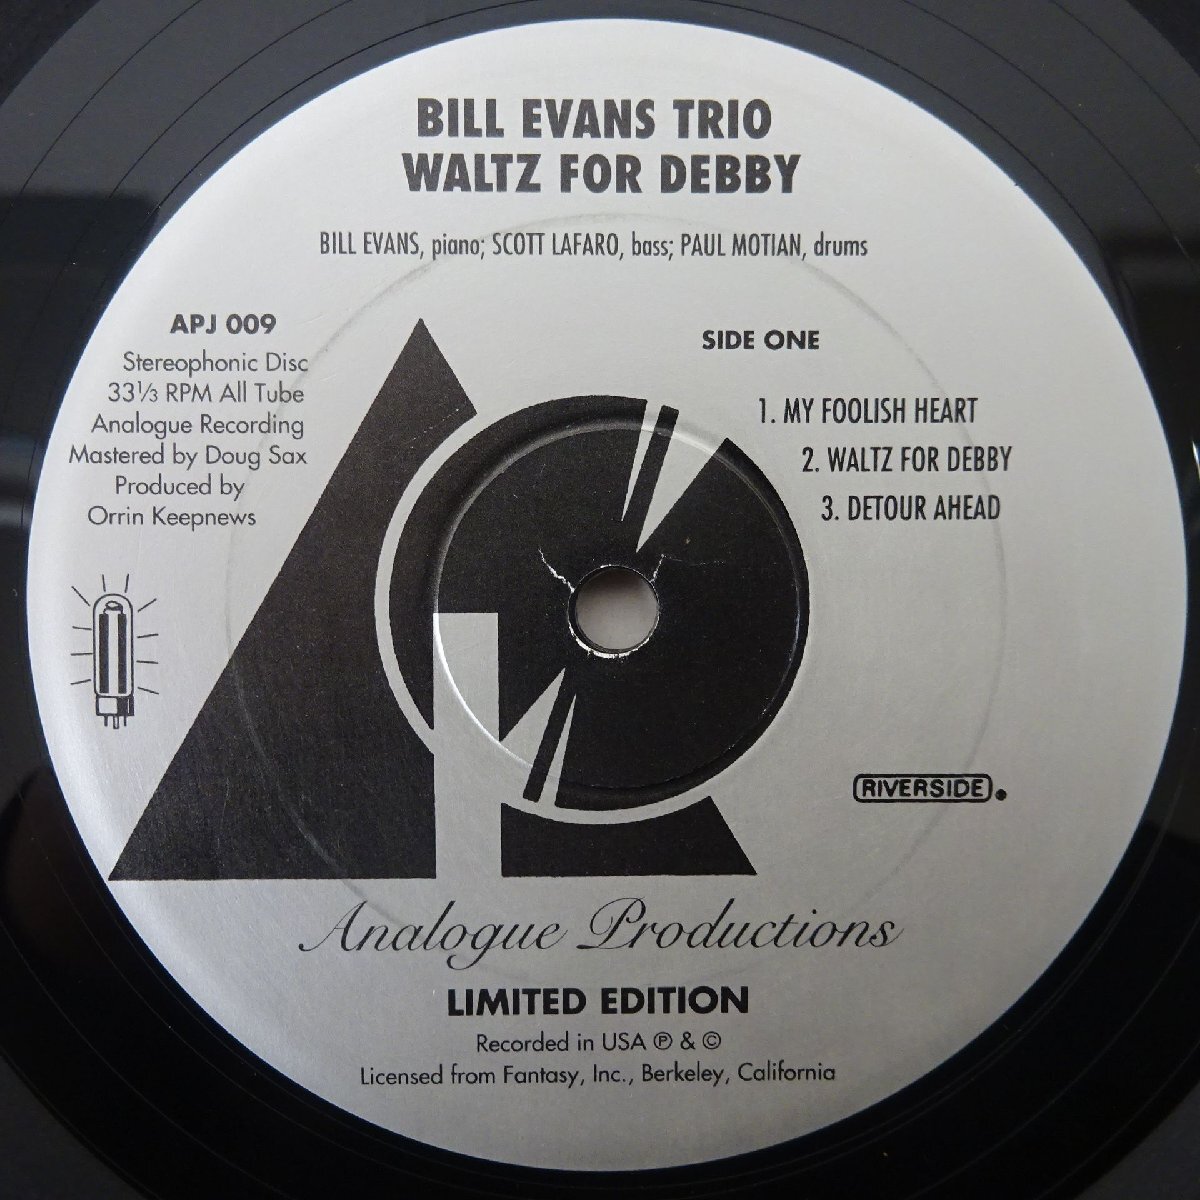 BILL EVANS TRIO
WALTZ FOR DEBBY
BILL EVANS, piano; SCOTT LAFARO, bass; PAUL MOTIAN, drums
APJ 009
Stereophonic Disc
33⅓ RPM All Tube
Analogue Recording
Mastered by Doug Sax
Produced by
Orrin Keepnews
SIDE ONE
1. MY FOOLISH HEART
2. WALTZ FOR DEBBY
3. DETOUR AHEAD
RIVERSIDE
Analogue Productions
LIMITED EDITION
Recorded in USA ℗ & ©
Licensed from Fantasy, Inc., Berkeley, California